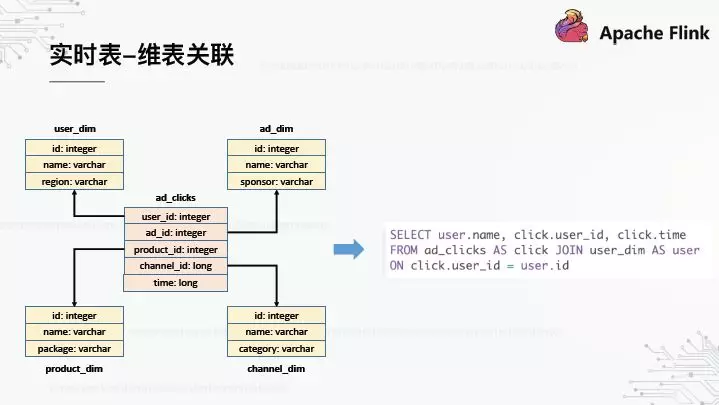 Apache Flink
实时表–维表关联
user_dim
id: integer
name: varchar
region: varchar
ad_dim
id: integer
name: varchar
sponsor: varchar
ad_clicks
user_id: integer
ad_id: integer
product_id: integer
channel_id: long
time: long
id: integer
name: varchar
package: varchar
product_dim
id: integer
name: varchar
category: varchar
channel_dim
SELECT user.name, click.user_id, click.time
FROM ad_clicks AS click JOIN user_dim AS user
ON click.user_id = user.id